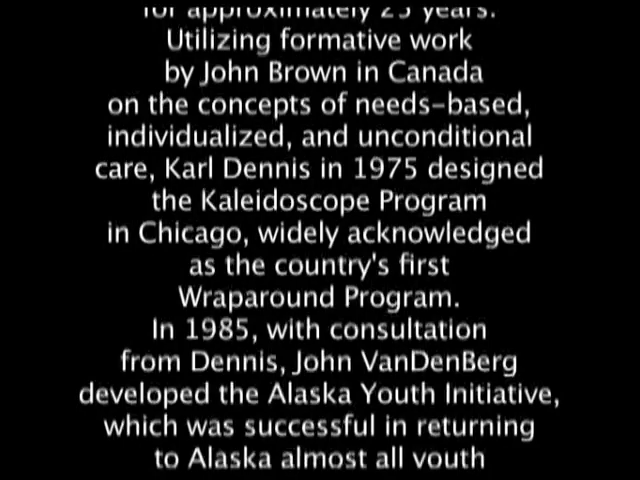 for approximately 25 years.
Utilizing formative work
by John Brown in Canada
on the concepts of needs-based,
individualized, and unconditional
care, Karl Dennis in 1975 designed
the Kaleidoscope Program
in Chicago, widely acknowledged
as the country's first
Wraparound Program.
In 1985, with consultation
from Dennis, John VanDenBerg
developed the Alaska Youth Initiative,
which was successful in returning
to Alaska almost all youth